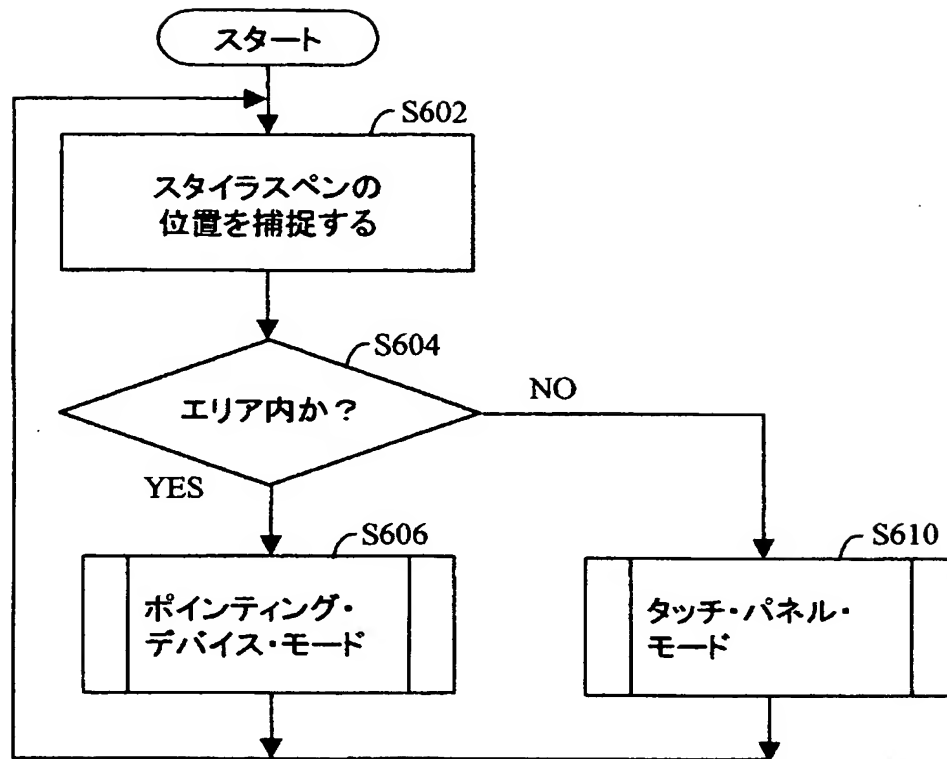 スタート
S602
スタイラスペンの
位置を捕捉する
S604
エリア内か？
NO
YES
S606
ポインティング・
デバイス・モード
S610
タッチ・パネル・
モード